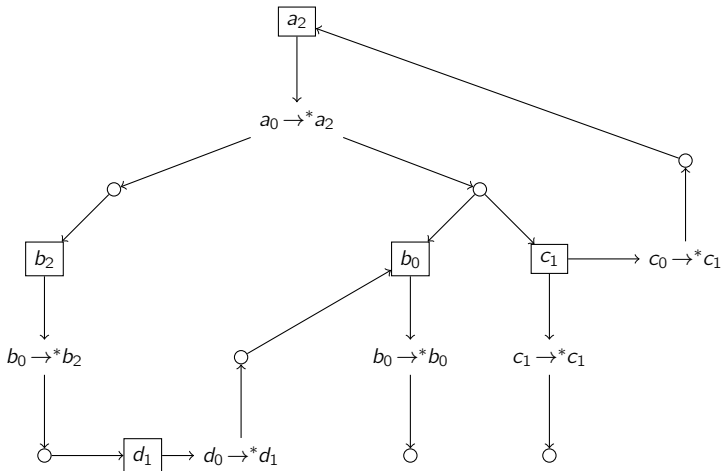 a₂
a₀ →* a₂
b₂
b₀
c₁
c₀ →* c₁
b₀ →* b₂
b₀ →* b₀
c₁ →* c₁
d₁
d₀ →* d₁